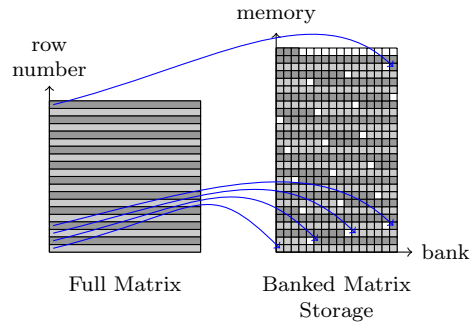 memory
row
number
bank
Full Matrix
Banked Matrix
Storage